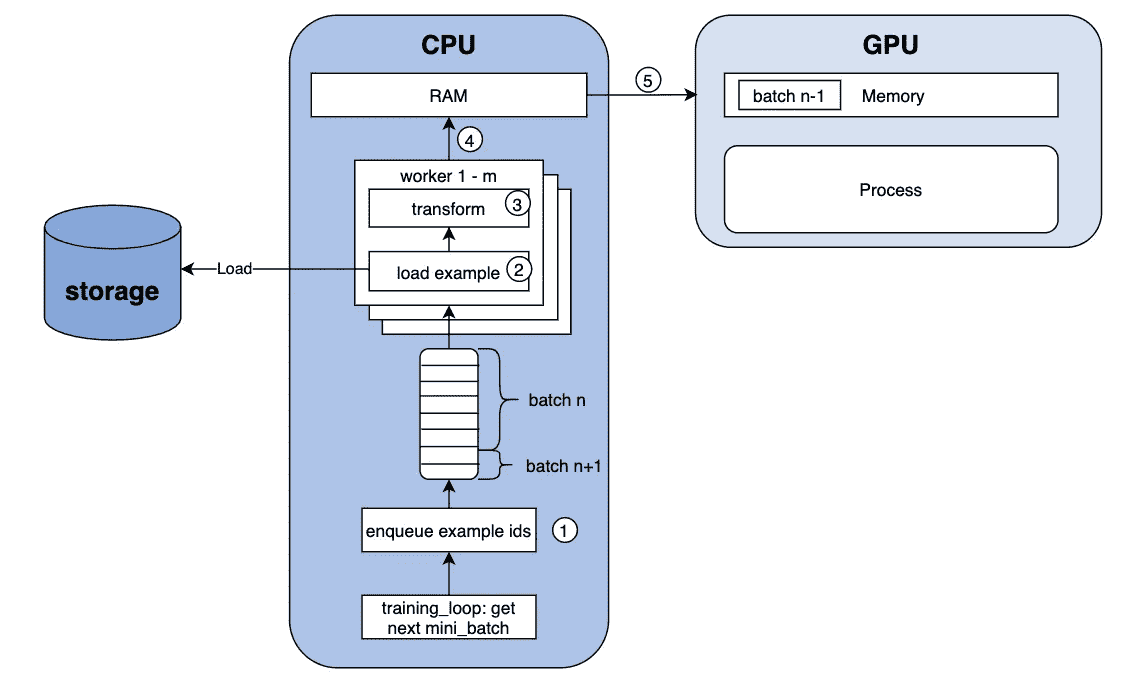 CPU
GPU
RAM
5
batch n-1
Memory
4
worker 1 - m
transform
3
Process
load example
2
Load
storage
batch n
batch n+1
enqueue example ids
1
training_loop: get
next mini_batch